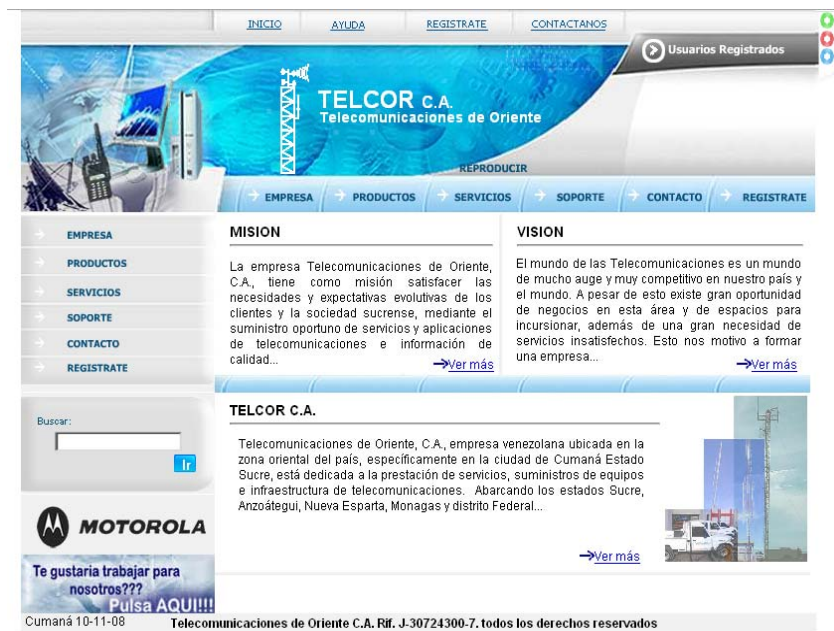 INICIO
AYUDA
REGISTRATE
CONTACTANOS
Usuarios Registrados
TELCOR C.A.
Telecomunicaciones de Oriente
REPRODUCIR
EMPRESA
PRODUCTOS
SERVICIOS
SOPORTE
CONTACTO
REGISTRATE
EMPRESA
PRODUCTOS
SERVICIOS
SOPORTE
CONTACTO
REGISTRATE
Buscar:
Ir
MOTOROLA
Te gustaria trabajar para
nosotros???
Pulsa AQUI!!!
MISION
La empresa Telecomunicaciones de Oriente,
C.A., tiene como misión satisfacer las
necesidades y expectativas evolutivas de los
clientes y la sociedad sucrense, mediante el
suministro oportuno de servicios y aplicaciones
de telecomunicaciones e información de
calidad...
Ver más
VISION
El mundo de las Telecomunicaciones es un mundo
de mucho auge y muy competitivo en nuestro país y
el mundo. A pesar de esto existe gran oportunidad
de negocios en esta área y de espacios para
incursionar, además de una gran necesidad de
servicios insatisfechos. Esto nos motivo a formar
una empresa...
Ver más
TELCOR C.A.
Telecomunicaciones de Oriente, C.A., empresa venezolana ubicada en la
zona oriental del país, específicamente en la ciudad de Cumaná Estado
Sucre, está dedicada a la prestación de servicios, suministros de equipos
e infraestructura de telecomunicaciones. Abarcando los estados Sucre,
Anzoátegui, Nueva Esparta, Monagas y distrito Federal...
Ver más
Cumaná 10-11-08
Telecomunicaciones de Oriente C.A. Rif. J-30724300-7. todos los derechos reservados